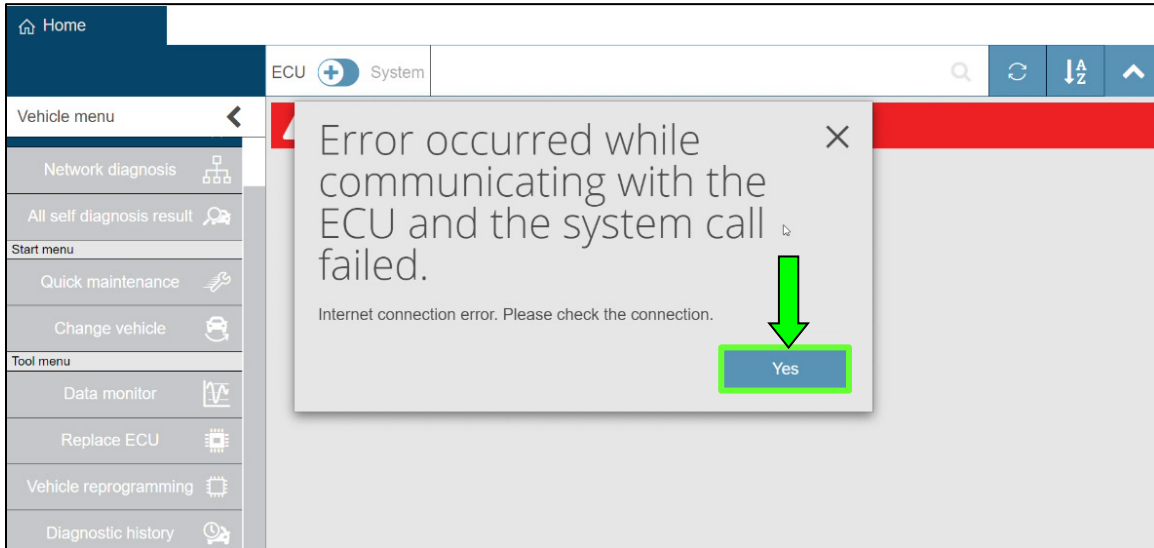 Home
ECU System
A
Z
Vehicle menu
Error occurred while
communicating with the
ECU and the system call
failed.
Internet connection error. Please check the connection.
Yes
Network diagnosis
All self diagnosis result
Start menu
Quick maintenance
Change vehicle
Tool menu
Data monitor
Replace ECU
Vehicle reprogramming
Diagnostic history